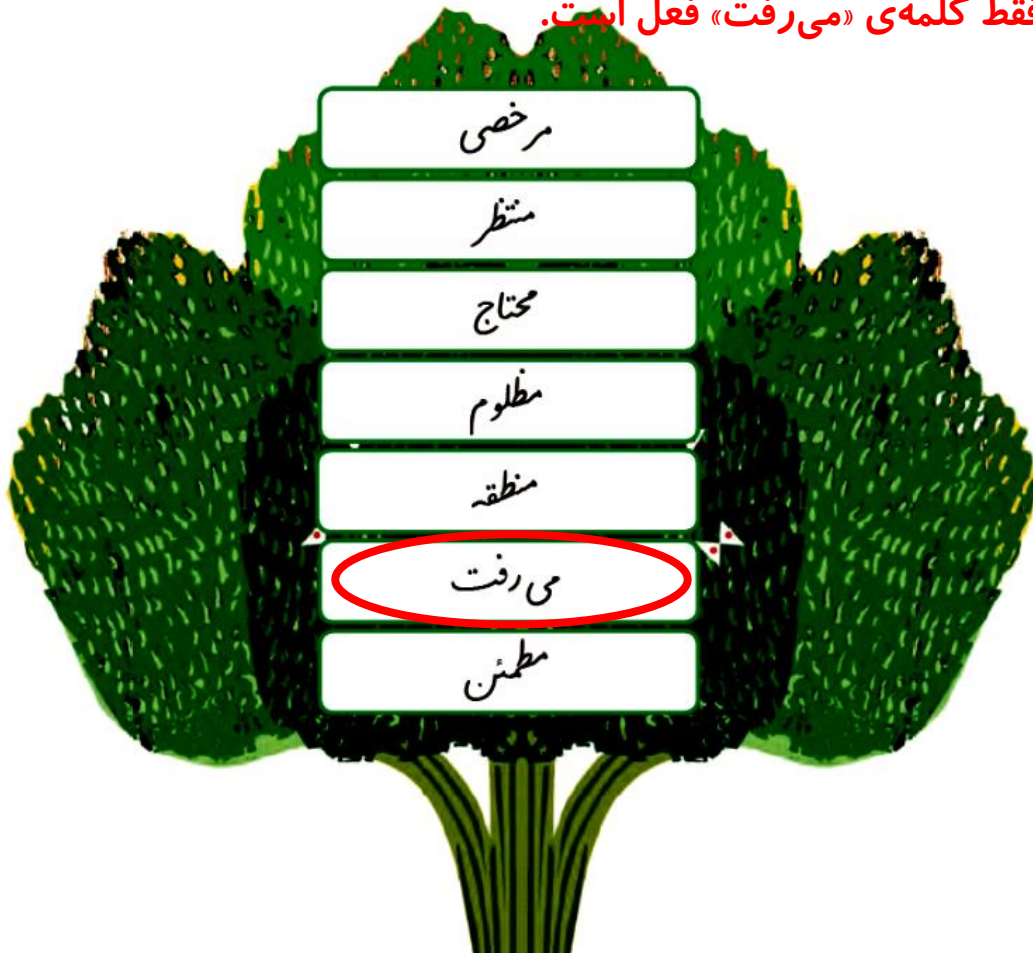 فقط کلمه‌ی «می‌رفت» فعل است.
مرخصی
منتظر
محتاج
مظلوم
منطقه
می رفت
مطمئن